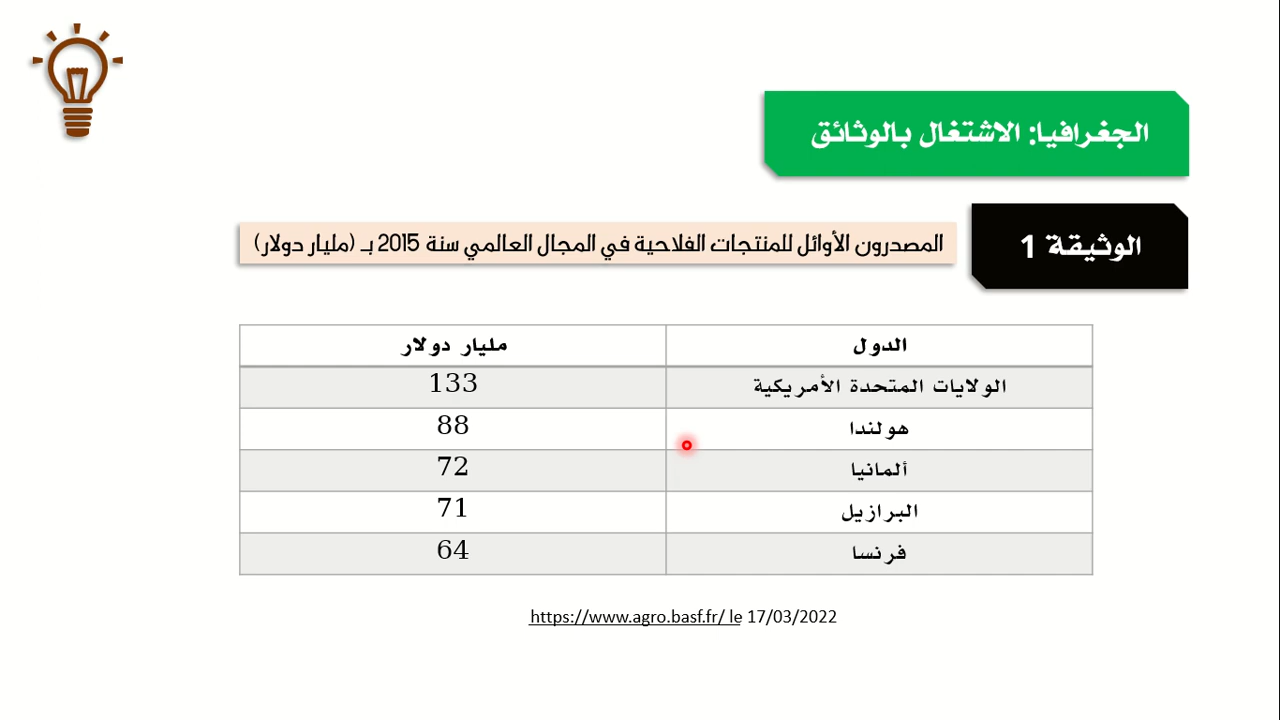 الجغرافيا: الاشتغال بالوثائق
الوثيقة 1
المصدرون الأوائل للمنتجات الفلاحية في المجال العالمي سنة 2015 بـ (مليار دولار)
الدول مليار دولار
الولايات المتحدة الأمريكية 133
هولندا 88
ألمانيا 72
البرازيل 71
فرنسا 64
https://www.agro.basf.fr/ le 17/03/2022